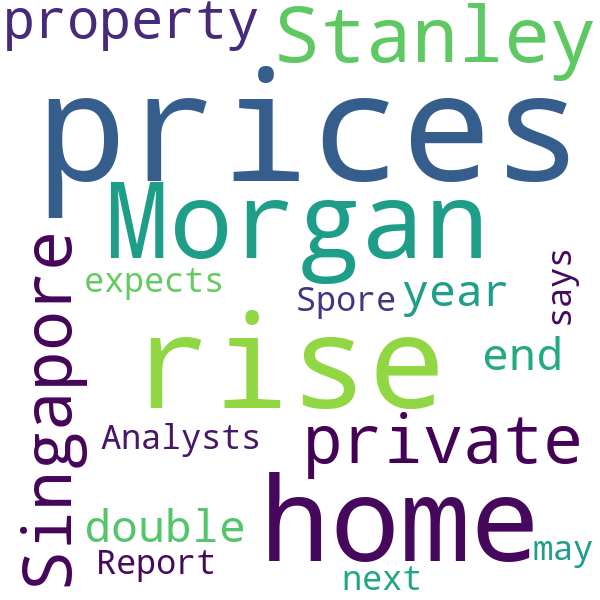 property
Stanley
prices
Morgan
Singapore
expects
Spore
year
says
rise
end
Analysts
private
home
double
Report
may
next